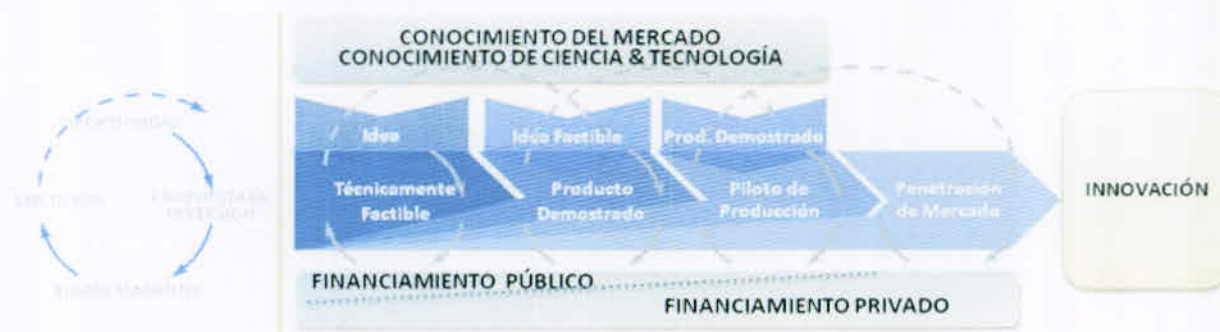 CONOCIMIENTO DEL MERCADO
CONOCIMIENTO DE CIENCIA & TECNOLOGÍA
Idea
Idea Factible
Prod. Demostrado
Técnicamente
Factible
Producto
Demostrado
Piloto de
Producción
Penetración
de Mercado
INNOVACIÓN
FINANCIAMIENTO PÚBLICO
FINANCIAMIENTO PRIVADO